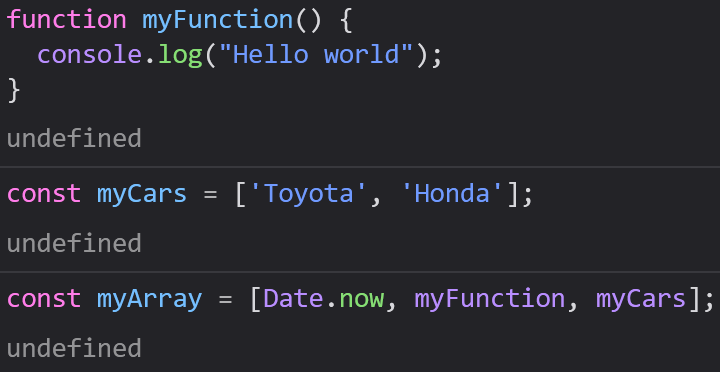 function myFunction() {
  console.log("Hello world");
}
undefined
const myCars = ['Toyota', 'Honda'];
undefined
const myArray = [Date.now, myFunction, myCars];
undefined